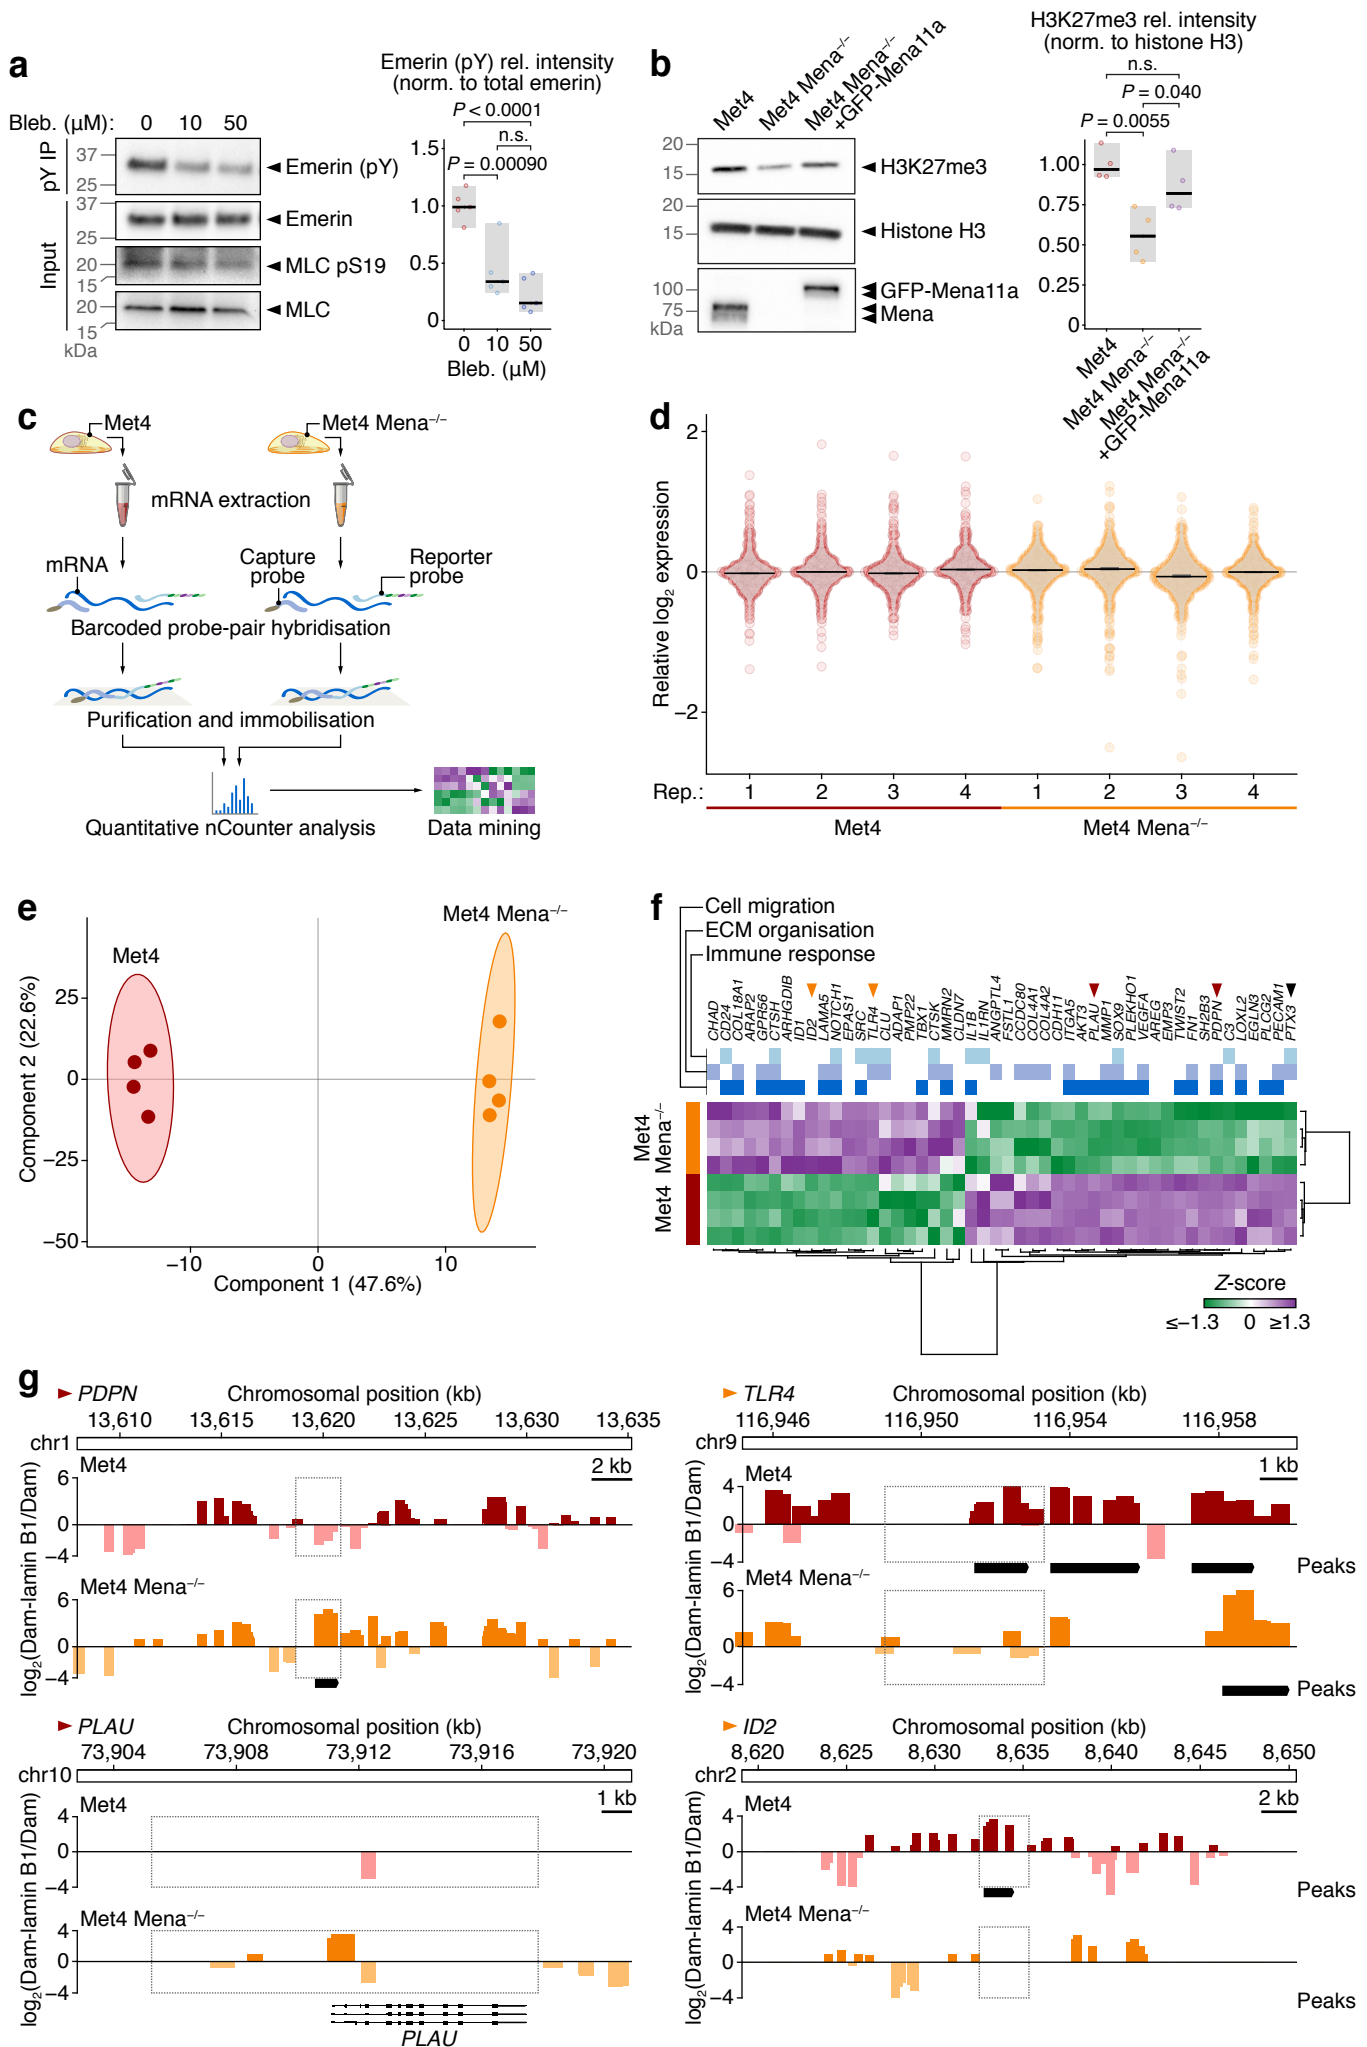 a
Emerin (pY) rel. intensity
(norm. to total emerin)
Bleb. (µM): 0 10 50
P < 0.0001
n.s.
P = 0.00090
pY IP
37
25
Emerin (pY)
Input
37
25
Emerin
20
15
MLC pS19
20
15
MLC
kDa
1.5
1.0
0.5
0
0 10 50
Bleb. (µM)
b
Met4
Met4 Mena–/–
Met4 Mena–/–
+GFP-Mena11a
20
15
H3K27me3
20
15
Histone H3
100
75
kDa
GFP-Mena11a
Mena
H3K27me3 rel. intensity
(norm. to histone H3)
n.s.
P = 0.040
P = 0.0055
1.00
0.75
0.50
0.25
0
Met4
Met4 Mena–/–
Met4 Mena–/–
+GFP-Mena11a
c
Met4
Met4 Mena–/–
mRNA extraction
mRNA
Capture
probe
Reporter
probe
Barcoded probe-pair hybridisation
Purification and immobilisation
Quantitative nCounter analysis
Data mining
d
Relative log2 expression
2
0
–2
Rep.: 1 2 3 4 1 2 3 4
Met4
Met4 Mena–/–
e
Met4
Met4 Mena–/–
Component 2 (22.6%)
25
0
–25
–50
–10 0 10
Component 1 (47.6%)
f
Cell migration
ECM organisation
Immune response
CHAD
CD24
COL18A1
ARAP2
GPR56
CTSH
ARHGDIB
ID1
ID2
LAMA5
NOTCH1
EPAS1
SRC
TLR4
CLU
ADAP1
PMP22
TBX1
CTSK
MMRN2
CLDN7
IL1B
IL1RN
ANGPTL4
FSTL1
CCDC80
COL4A1
COL4A2
CDH11
ITGA5
AKT3
PLAU
MMP1
SOX9
PLEKHO1
VEGFA
AREG
EMP3
TWIST2
FN1
SH2B3
PDPN
C3
LOXL2
EGLN3
PLCG2
PECAM1
PTX3
Met4
Mena–/–
Met4
Z-score
≤–1.3 0 ≥1.3
g
PDPN
Chromosomal position (kb)
13,610 13,615 13,620 13,625 13,630 13,635
chr1
Met4
2 kb
log2(Dam-lamin B1/Dam)
6
0
–4
Met4 Mena–/–
6
0
–4
TLR4
Chromosomal position (kb)
116,946 116,950 116,954 116,958
chr9
Met4
1 kb
log2(Dam-lamin B1/Dam)
4
0
–4
Peaks
Met4 Mena–/–
4
0
–4
Peaks
PLAU
Chromosomal position (kb)
73,904 73,908 73,912 73,916 73,920
chr10
Met4
1 kb
log2(Dam-lamin B1/Dam)
4
0
–4
Met4 Mena–/–
4
0
–4
PLAU
ID2
Chromosomal position (kb)
8,620 8,625 8,630 8,635 8,640 8,645 8,650
chr2
Met4
2 kb
log2(Dam-lamin B1/Dam)
4
0
–4
Peaks
Met4 Mena–/–
4
0
–4
Peaks